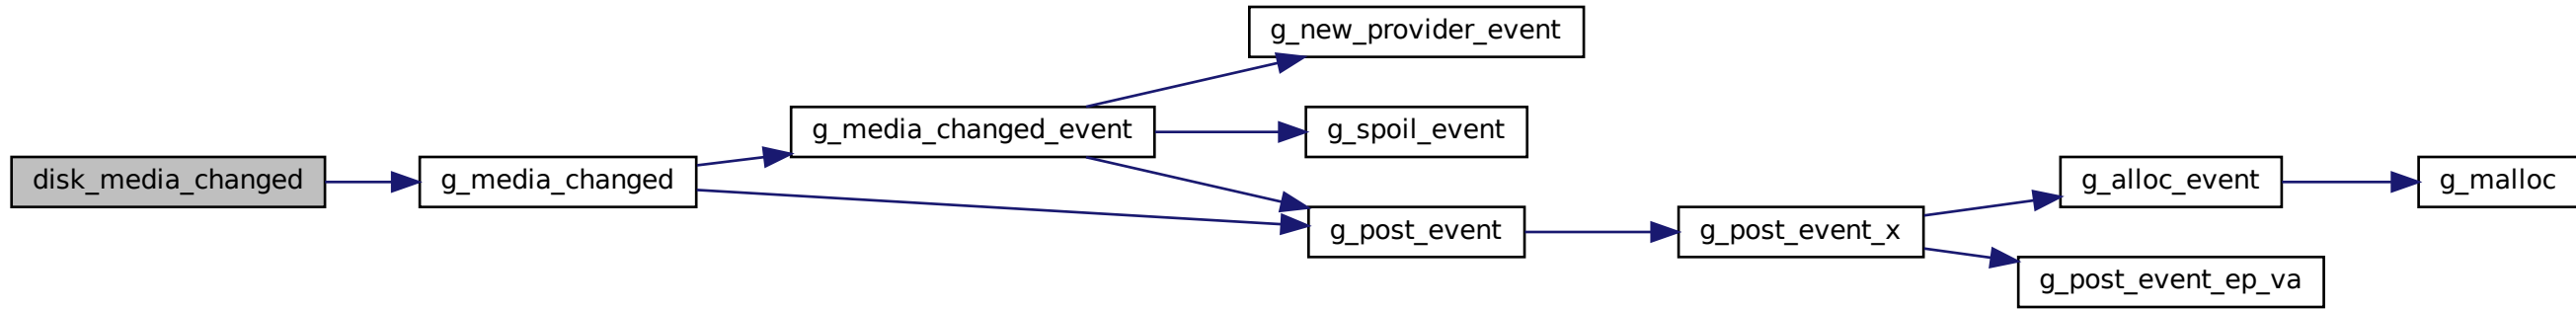 disk_media_changed
g_media_changed
g_media_changed_event
g_new_provider_event
g_spoil_event
g_post_event
g_post_event_x
g_alloc_event
g_post_event_ep_va
g_malloc